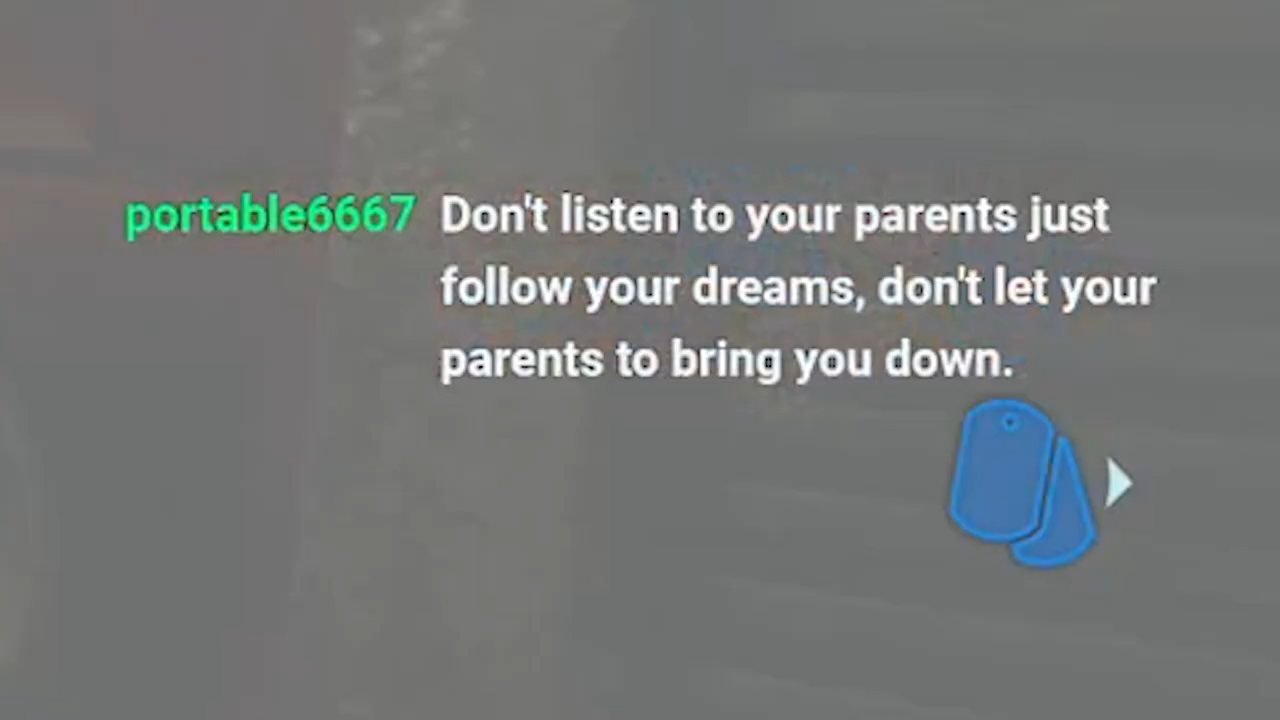 portable6667 Don't listen to your parents just
follow your dreams, don't let your
parents to bring you down.